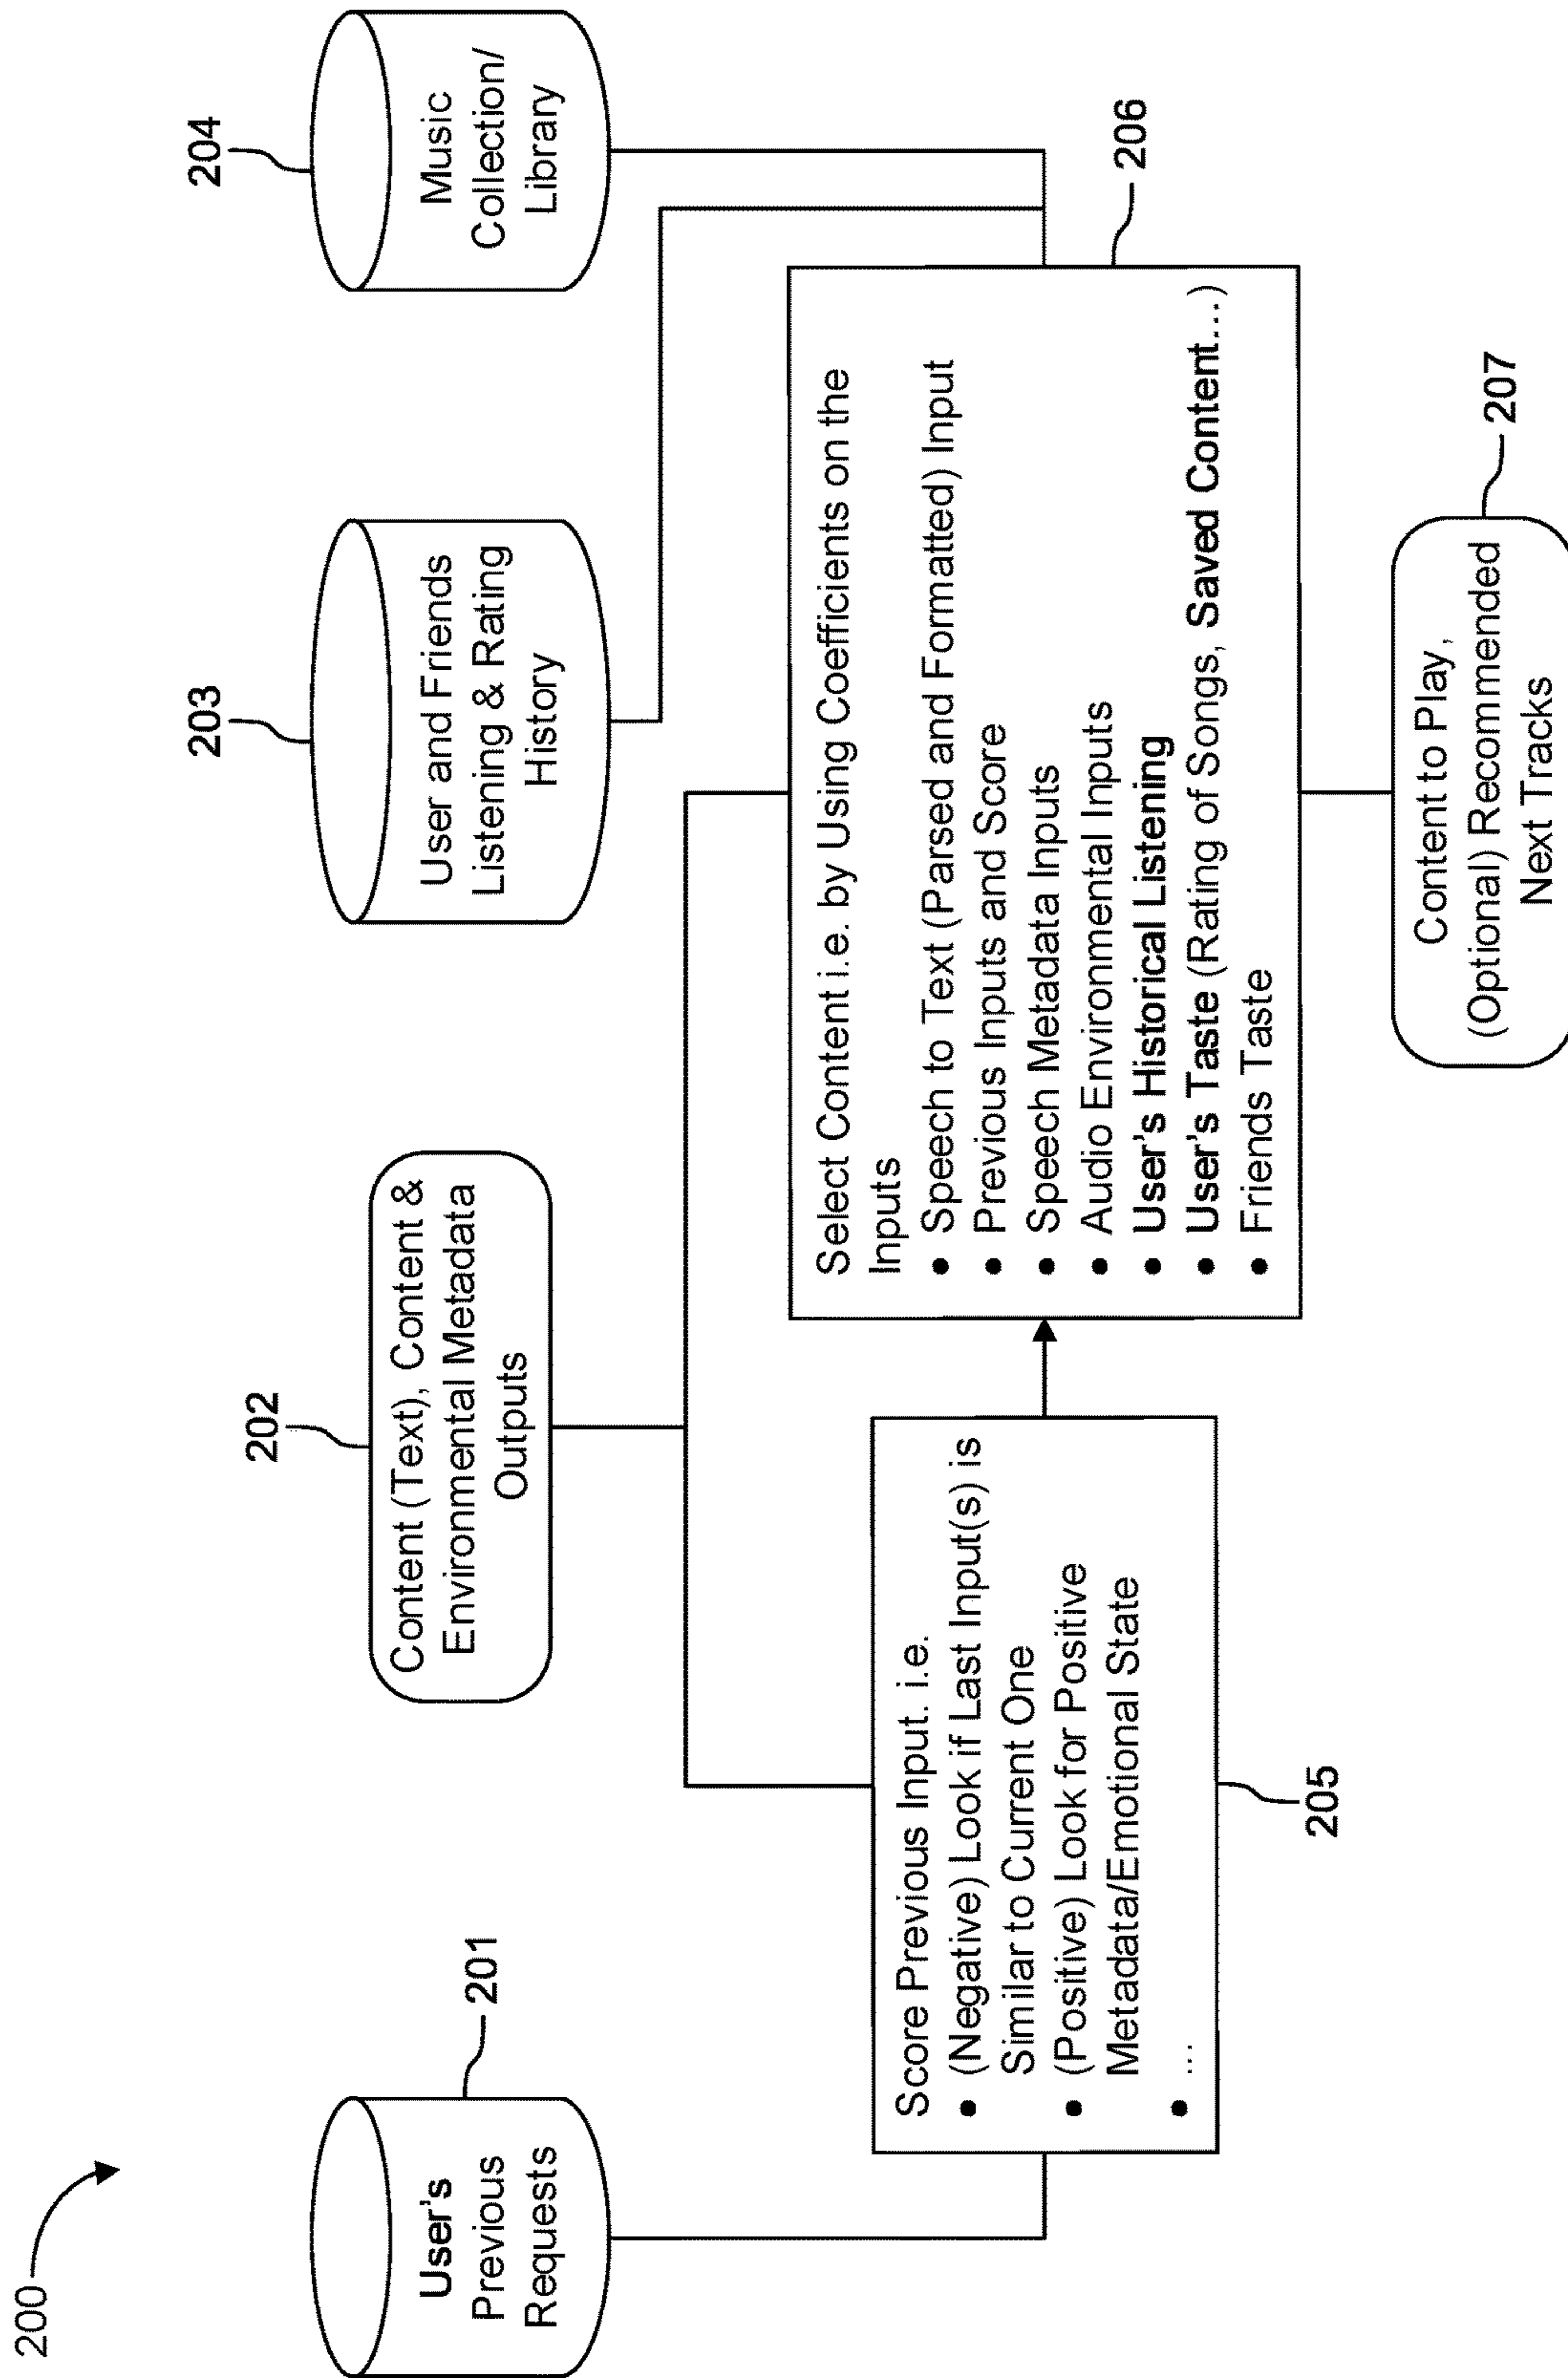 200
201
User's
Previous
Requests
202
Content (Text), Content &
Environmental Metadata
Outputs
203
User and Friends
Listening & Rating
History
204
Music
Collection/
Library
Score Previous Input. i.e.
• (Negative) Look if Last Input(s) is
Similar to Current One
• (Positive) Look for Positive
Metadata/Emotional State
• ...
205
Select Content i.e. by Using Coefficients on the
Inputs
• Speech to Text (Parsed and Formatted) Input
• Previous Inputs and Score
• Speech Metadata Inputs
• Audio Environmental Inputs
• User's Historical Listening
• User's Taste (Rating of Songs, Saved Content...)
• Friends Taste
206
Content to Play,
(Optional) Recommended
Next Tracks
207